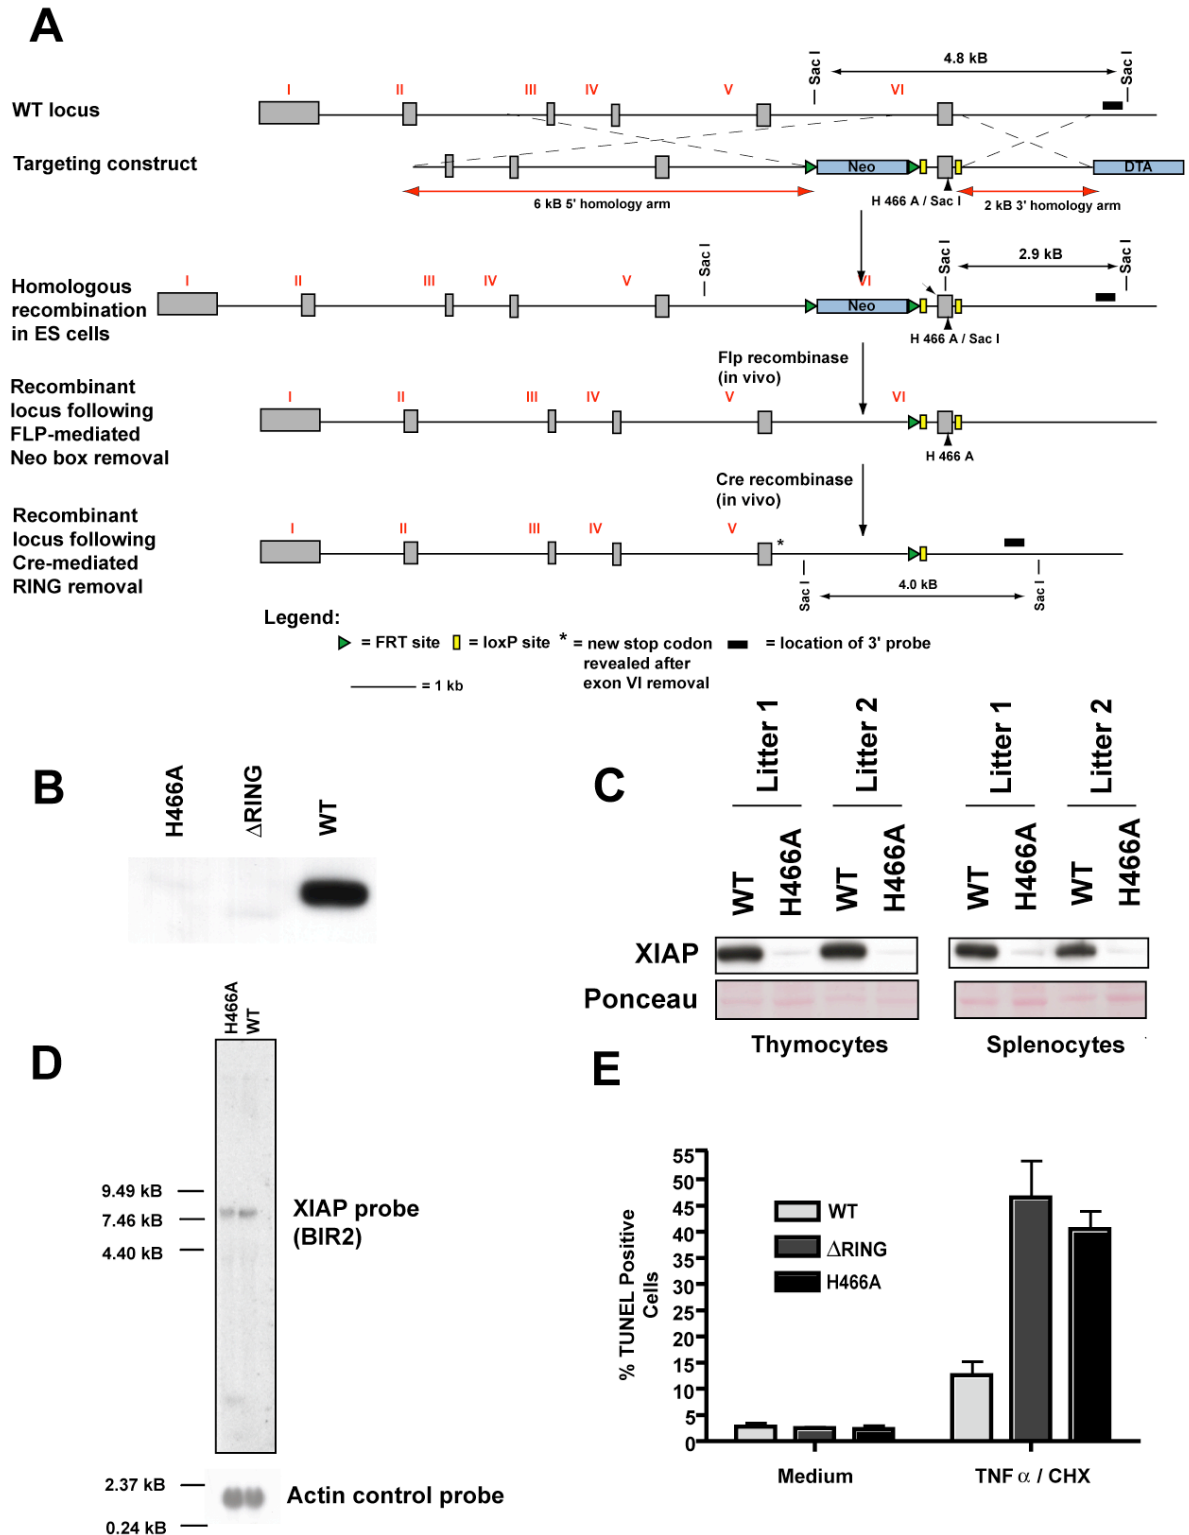 A
4.8 kB
Sac I
Sac I
I
II
III
IV
V
VI
WT locus
Targeting construct
Neo
DTA
6 kB 5' homology arm
H 466 A / Sac I
2 kB 3' homology arm
Sac I
Sac I
Sac I
2.9 kB
I
II
III
IV
V
VI
Homologous
recombination
in ES cells
Neo
H 466 A / Sac I
Flp recombinase
(in vivo)
Recombinant
locus following
FLP-mediated
Neo box removal
I
II
III
IV
V
VI
H 466 A
Cre recombinase
(in vivo)
Recombinant
locus following
Cre-mediated
RING removal
I
II
III
IV
V
*
Sac I
4.0 kB
Sac I
Legend:
= FRT site
= loxP site
* = new stop codon
revealed after
exon VI removal
= location of 3' probe
= 1 kb
B
H466A
ΔRING
WT
C
Litter 1
Litter 2
Litter 1
Litter 2
WT
H466A
WT
H466A
WT
H466A
WT
H466A
XIAP
Ponceau
Thymocytes
Splenocytes
D
H466A
WT
9.49 kB
7.46 kB
4.40 kB
XIAP probe
(BIR2)
2.37 kB
0.24 kB
Actin control probe
E
% TUNEL Positive
Cells
55
50
45
40
35
30
25
20
15
10
5
0
WT
ΔRING
H466A
Medium
TNF α / CHX